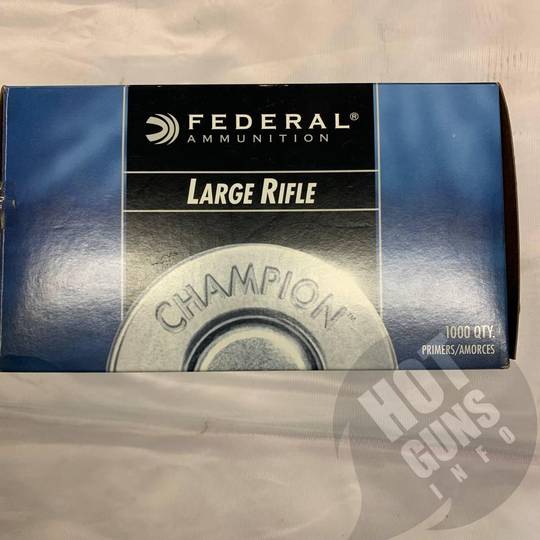 FEDERAL®
AMMUNITION
LARGE RIFLE
CHAMPION™
1000 QTY.
PRIMERS/AMORCES
HOT
GUNS
INFO